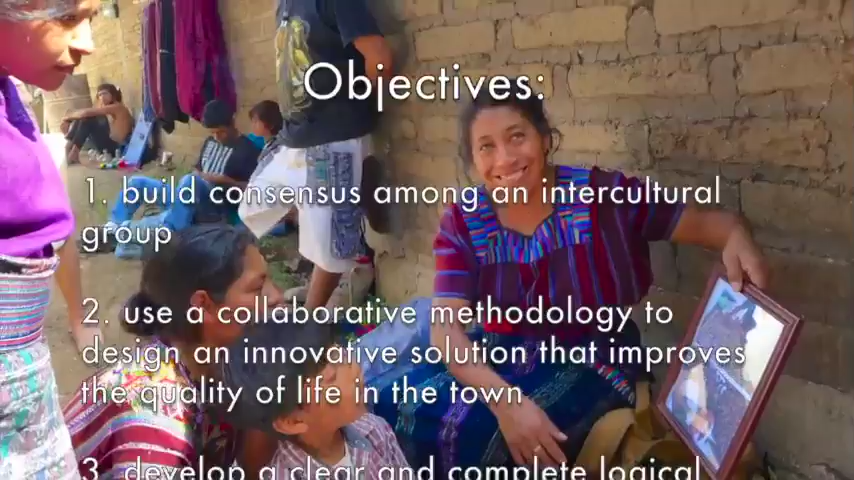 Objectives:
1. build consensus among an intercultural
group
2. use a collaborative methodology to
design an innovative solution that improves
the quality of life in the town
3. develop a clear and complete logical